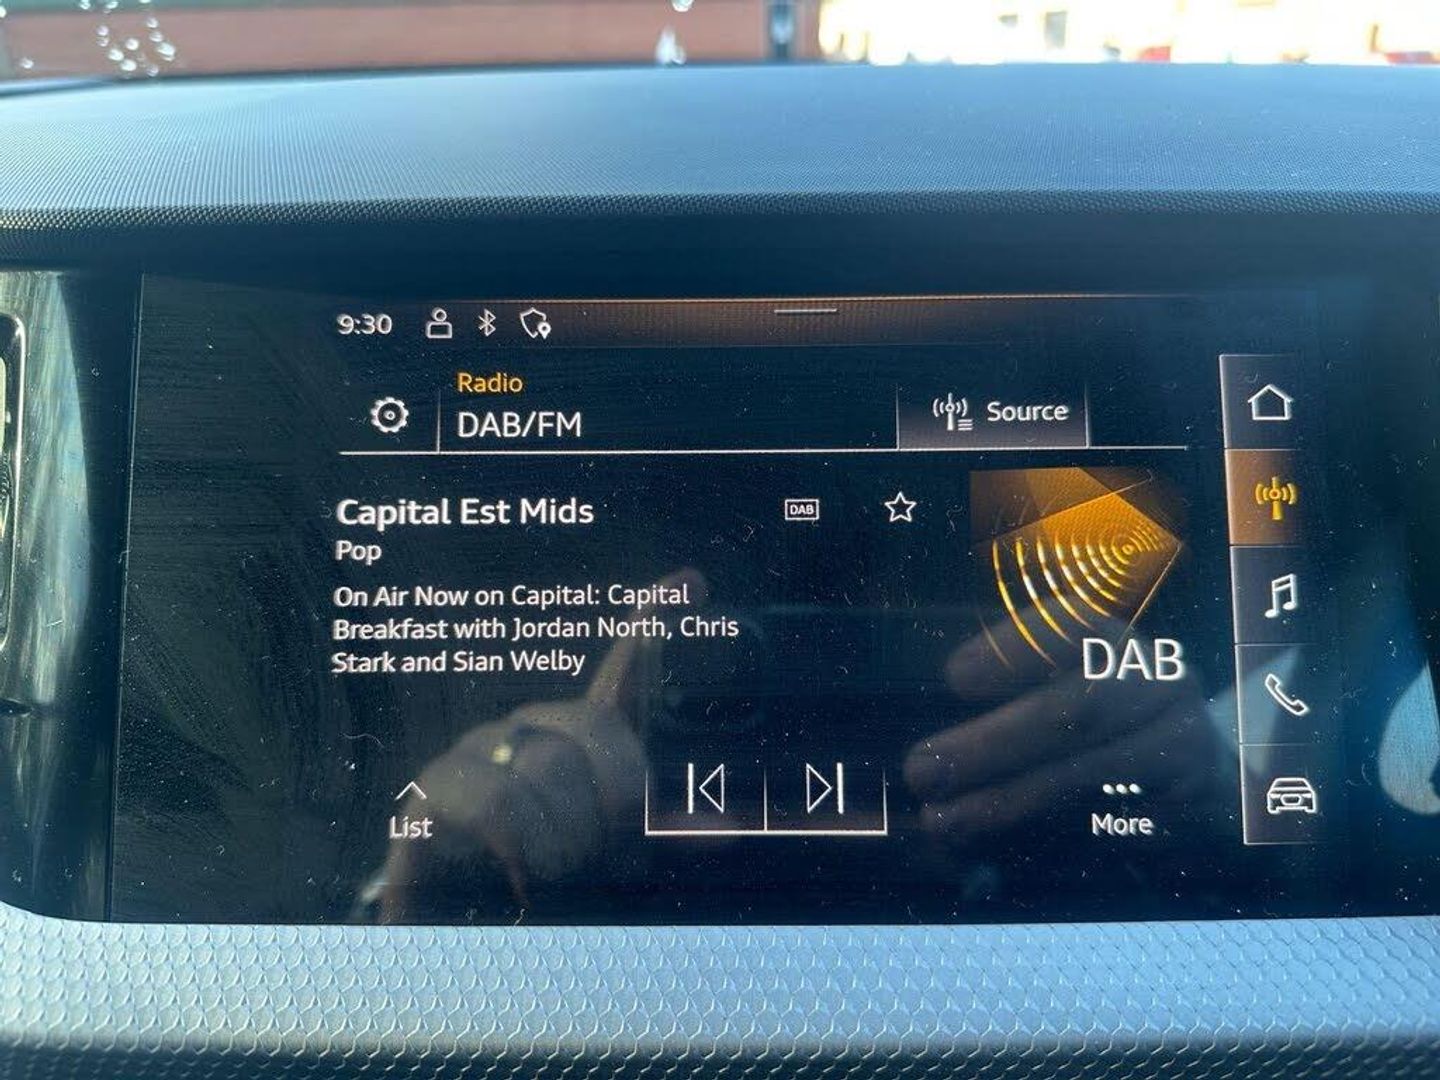 9:30
Radio
DAB/FM
Source
Capital Est Mids
DAB
Pop
On Air Now on Capital: Capital
Breakfast with Jordan North, Chris
Stark and Sian Welby
DAB
List
More